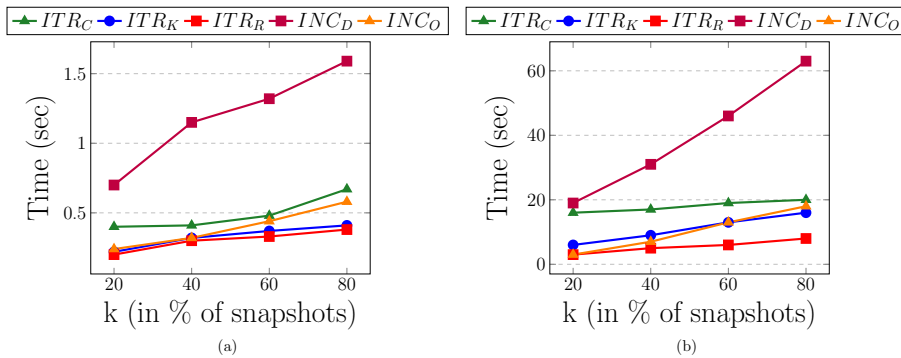 ITR_C ITR_K ITR_R INC_D INC_O
1.5
1
0.5
Time (sec)
20 40 60 80
k (in % of snapshots)
(a)
ITR_C ITR_K ITR_R INC_D INC_O
60
40
20
0
Time (sec)
20 40 60 80
k (in % of snapshots)
(b)